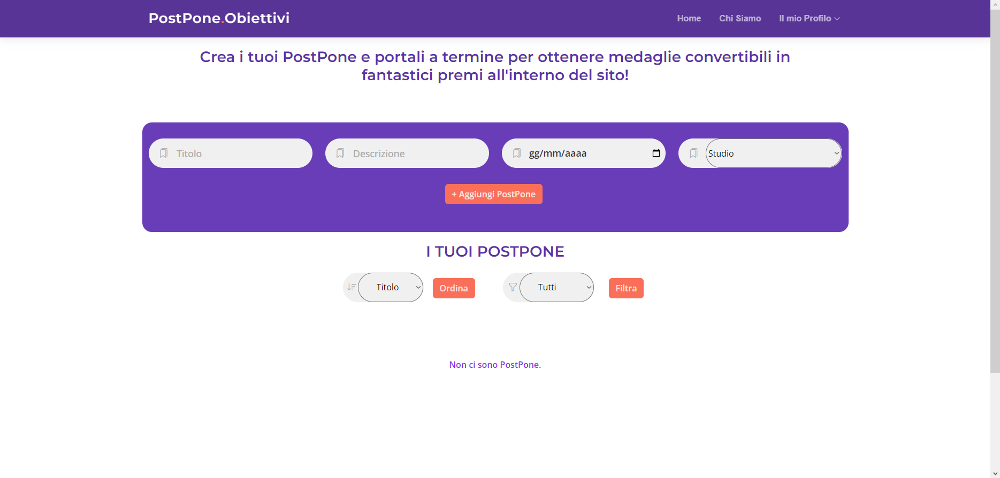 PostPone.Obiettivi
Home
Chi Siamo
Il mio Profilo
Crea i tuoi PostPone e portali a termine per ottenere medaglie convertibili in
fantastici premi all'interno del sito!
Titolo
Descrizione
gg/mm/aaaa
Studio
+ Aggiungi PostPone
I TUOI POSTPONE
Titolo
Ordina
Tutti
Filtra
Non ci sono PostPone.